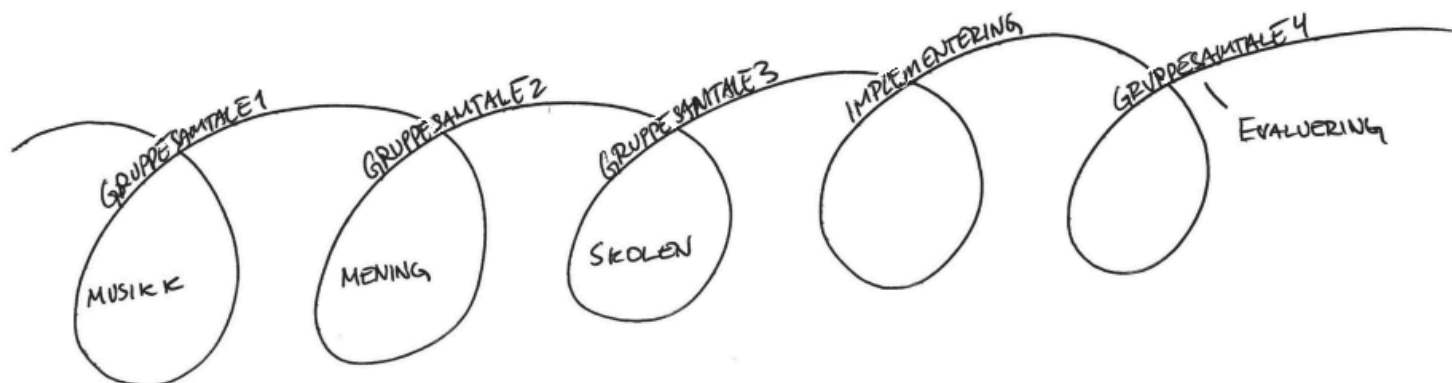 GRUPPESAMTALE 1
MUSIKK
GRUPPESAMTALE 2
MENING
GRUPPESAMTALE 3
SKOLEN
IMPLEMENTERING
GRUPPESAMTALE 4
EVALUERING